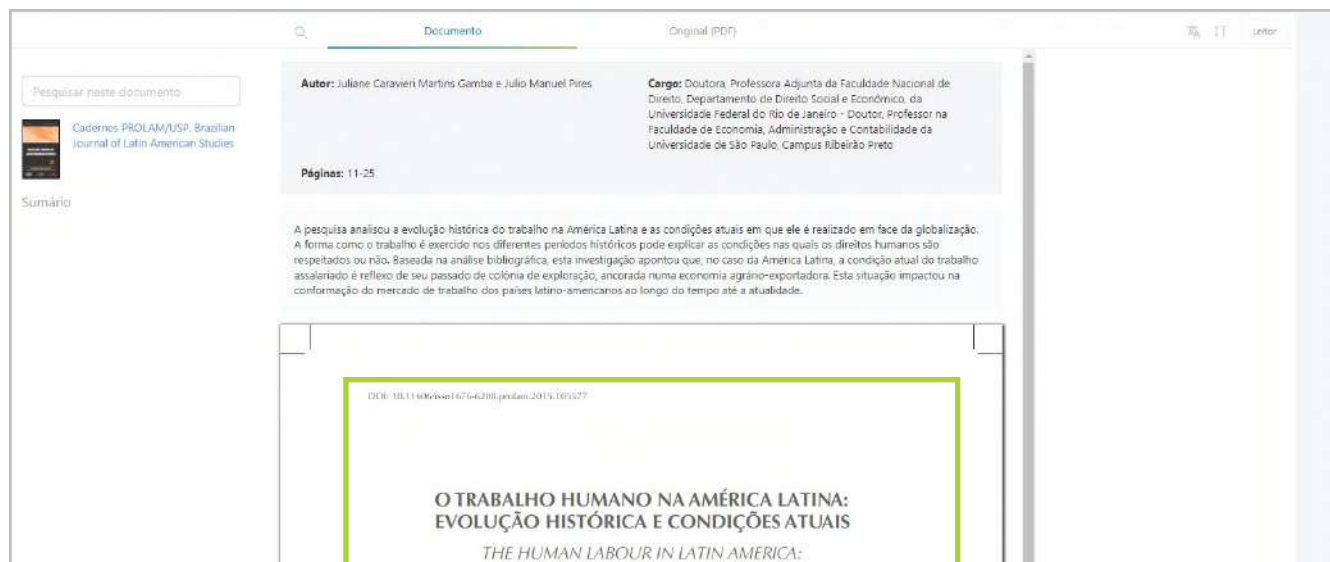 Documento
Original (PDF)
Leitor
Pesquisar neste documento
Cadernos PROLAM/USP. Brazilian
Journal of Latin American Studies
Sumário
Autor: Juliane Caravieri Martins Gamba e Julio Manuel Pires
Cargo: Doutora, Professora Adjunta da Faculdade Nacional de
Direito, Departamento de Direito Social e Econômico, da
Universidade Federal do Rio de Janeiro - Doutor, Professor na
Faculdade de Economia, Administração e Contabilidade da
Universidade de São Paulo, Campus Ribeirão Preto
Páginas: 11-25
A pesquisa analisou a evolução histórica do trabalho na América Latina e as condições atuais em que ele é realizado em face da globalização.
A forma como o trabalho é exercido nos diferentes períodos históricos pode explicar as condições nas quais os direitos humanos são
respeitados ou não. Baseada na análise bibliográfica, esta investigação apontou que, no caso da América Latina, a condição atual do trabalho
assalariado é reflexo de seu passado de colônia de exploração, ancorada numa economia agrário-exportadora. Esta situação impactou na
conformação do mercado de trabalho dos países latino-americanos ao longo do tempo até a atualidade.
DOI: 10.11606/issn1676-6288.prolam.2015.105577
O TRABALHO HUMANO NA AMÉRICA LATINA:
EVOLUÇÃO HISTÓRICA E CONDIÇÕES ATUAIS
THE HUMAN LABOUR IN LATIN AMERICA: